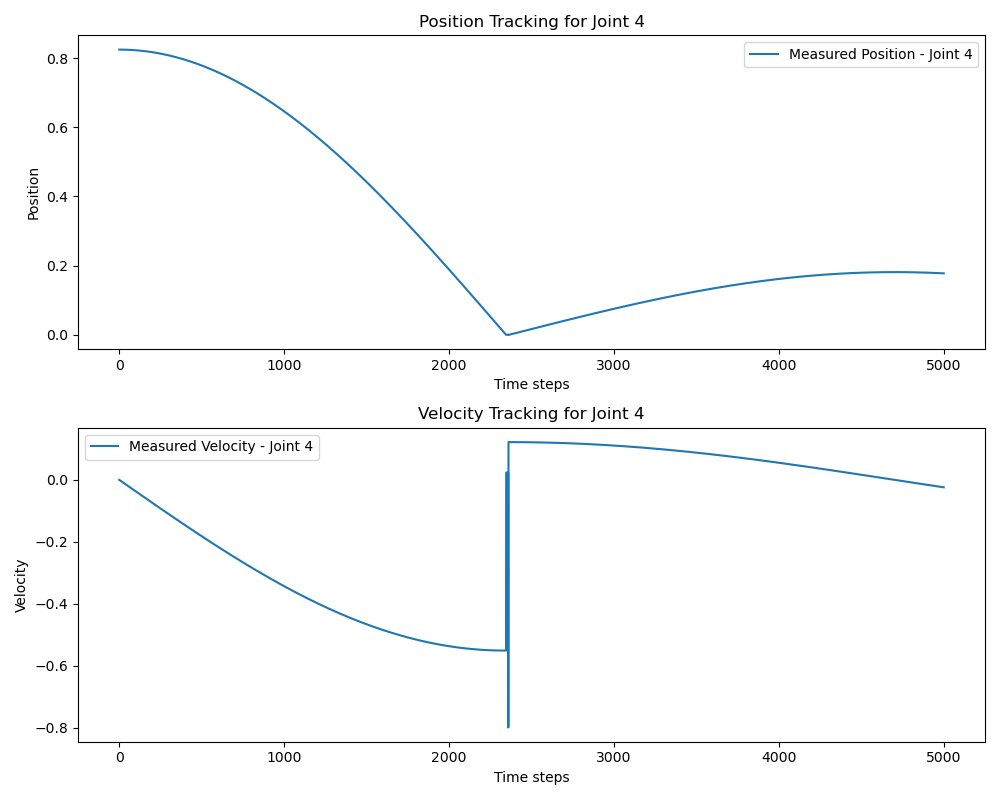 Position Tracking for Joint 4
Measured Position - Joint 4
Position
0.8
0.6
0.4
0.2
0.0
0 1000 2000 3000 4000 5000
Time steps
Velocity Tracking for Joint 4
Measured Velocity - Joint 4
Velocity
0.0
−0.2
−0.4
−0.6
−0.8
0 1000 2000 3000 4000 5000
Time steps